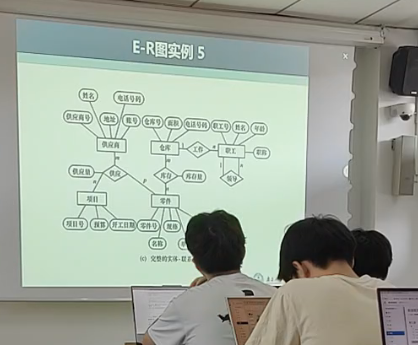 E-R图实例 5
姓名 电话号码
供应商号 地址 账号 仓库号 面积 电话号码 职工号 姓名 年龄
供应商 仓库 1 工作 n 职工 职称
供应量 供应 库存 库存量 领导
项目 零件
项目号 预算 开工日期 零件号 规格
名称
(c) 完整的实体-联系